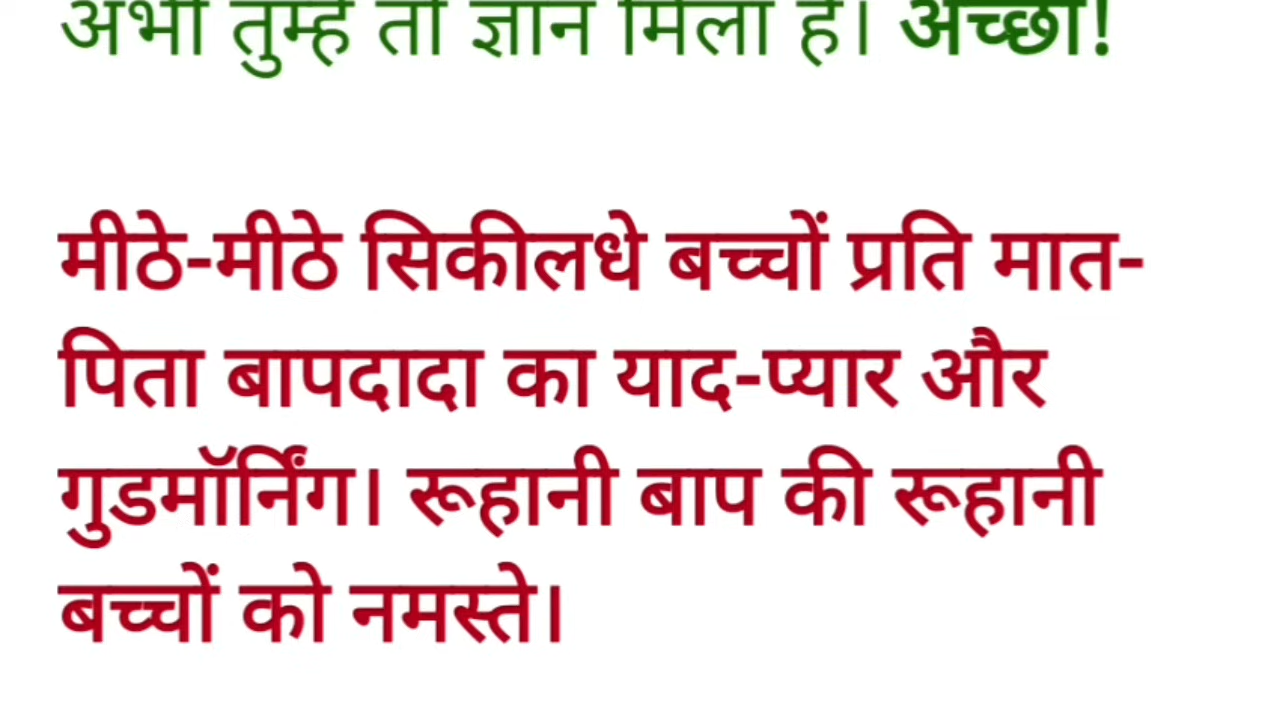 अभी तुम्हें तो ज्ञान मिला है। अच्छा!
मीठे-मीठे सिकीलधे बच्चों प्रति मात-
पिता बापदादा का याद-प्यार और
गुडमॉर्निंग। रूहानी बाप की रूहानी
बच्चों को नमस्ते।